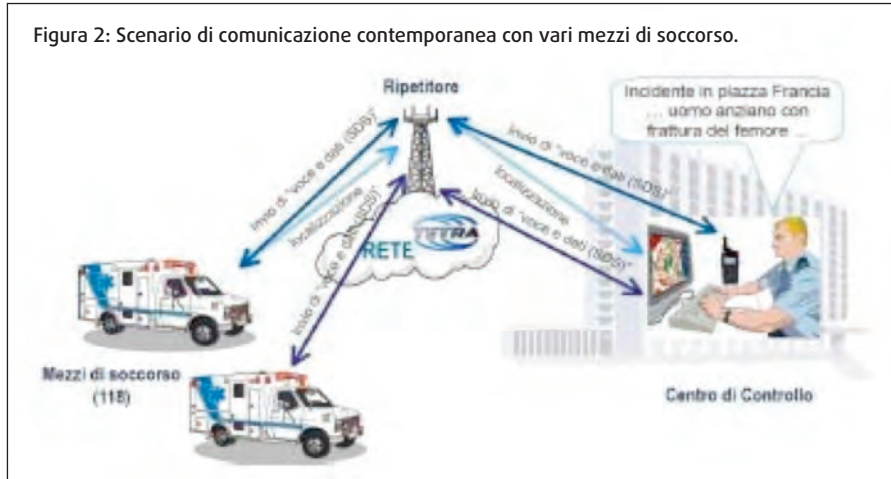 Figura 2: Scenario di comunicazione contemporanea con vari mezzi di soccorso.
Ripetitore
Incidente in piazza Francia
... uomo anziano con
frattura del femore ...
Invio di "voce e dati (SDS)"
localizzazione
Invio di "voce e dati (SDS)"
Invio di "voce e dati (SDS)"
localizzazione
Invio di "voce e dati (SDS)"
TETRA
RETE
Mezzi di soccorso
(118)
Centro di Controllo